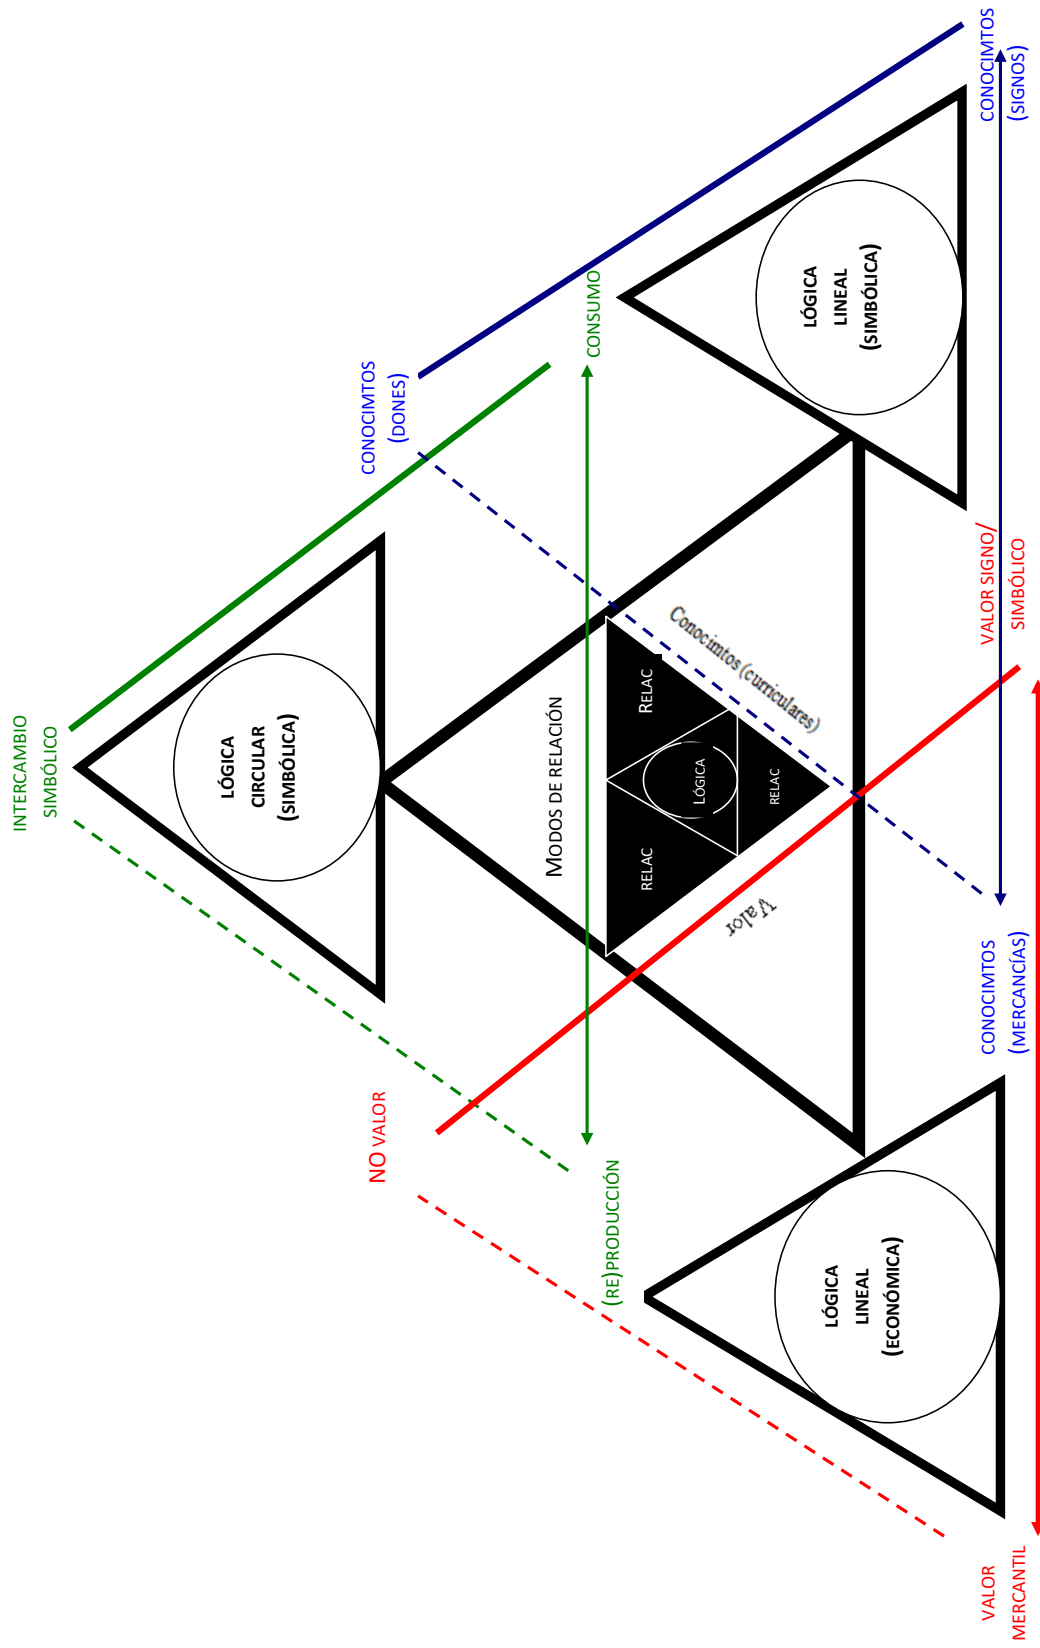 INTERCAMBIO
SIMBÓLICO
LÓGICA
CIRCULAR
(SIMBÓLICA)
NO VALOR
CONOCIMTOS
(DONES)
MODOS DE RELACIÓN
(RE)PRODUCCIÓN
CONSUMO
RELAC
RELAC
LÓGICA
RELAC
Valor
Conocimtos (curriculares)
LÓGICA
LINEAL
(ECONÓMICA)
LÓGICA
LINEAL
(SIMBÓLICA)
VALOR
MERCANTIL
CONOCIMTOS
(MERCANCÍAS)
VALOR SIGNO/
SIMBÓLICO
CONOCIMTOS
(SIGNOS)